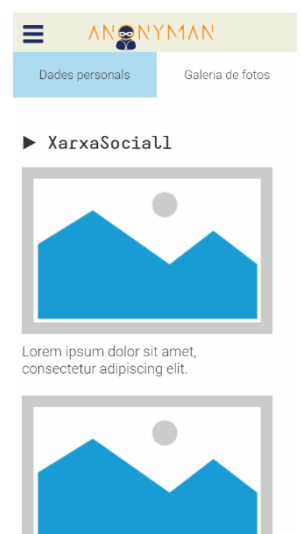 ANONYMAN
Dades personals
Galeria de fotos
► XarxaSocial1
Lorem ipsum dolor sit amet,
consectetur adipiscing elit.